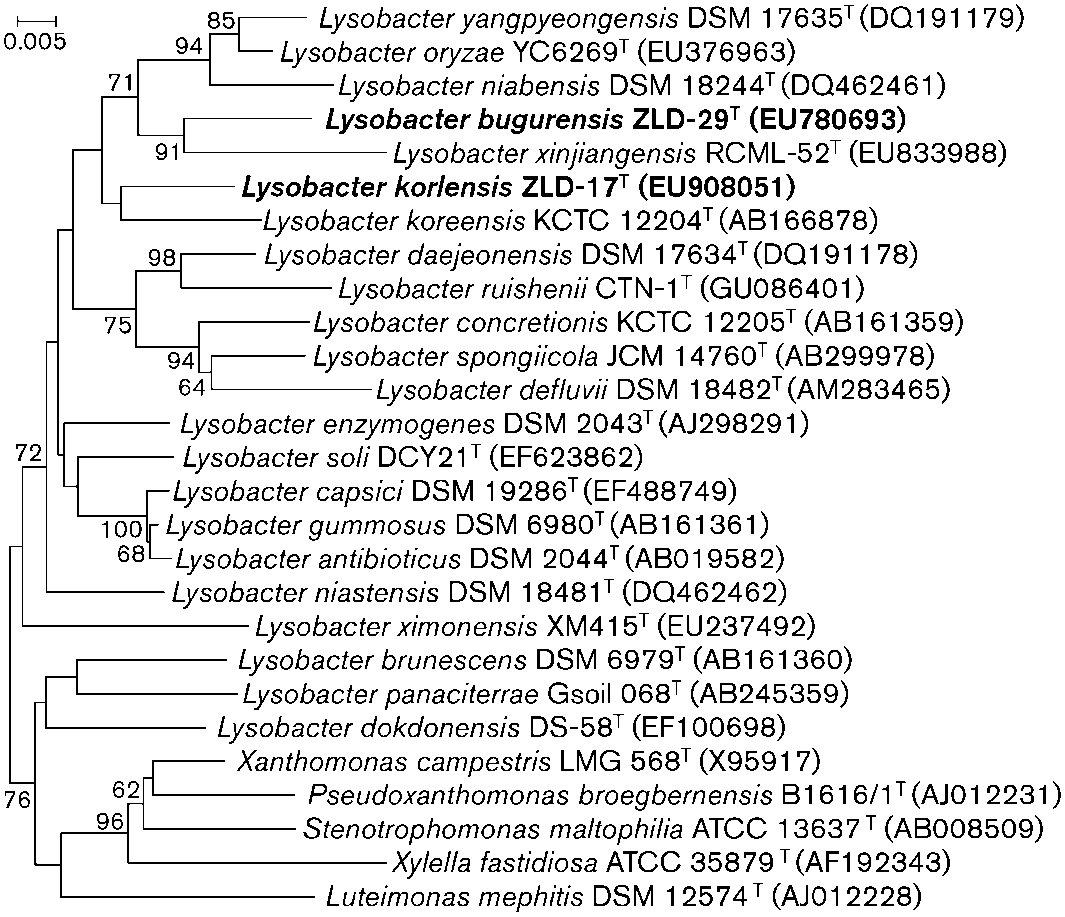 0.005
85
Lysobacter yangpyeongensis DSM 17635T (DQ191179)
94
Lysobacter oryzae YC6269T (EU376963)
71
Lysobacter niabensis DSM 18244T (DQ462461)
Lysobacter bugurensis ZLD-29T (EU780693)
91
Lysobacter xinjiangensis RCML-52T (EU833988)
Lysobacter korlensis ZLD-17T (EU908051)
Lysobacter koreensis KCTC 12204T (AB166878)
98
Lysobacter daejeonensis DSM 17634T (DQ191178)
Lysobacter ruishenii CTN-1T (GU086401)
75
Lysobacter concretionis KCTC 12205T (AB161359)
94
Lysobacter spongiicola JCM 14760T (AB299978)
64
Lysobacter defluvii DSM 18482T (AM283465)
Lysobacter enzymogenes DSM 2043T (AJ298291)
72
Lysobacter soli DCY21T (EF623862)
Lysobacter capsici DSM 19286T (EF488749)
100
Lysobacter gummosus DSM 6980T (AB161361)
68
Lysobacter antibioticus DSM 2044T (AB019582)
Lysobacter niastensis DSM 18481T (DQ462462)
Lysobacter ximonensis XM415T (EU237492)
Lysobacter brunescens DSM 6979T (AB161360)
Lysobacter panaciterrae Gsoil 068T (AB245359)
Lysobacter dokdonensis DS-58T (EF100698)
Xanthomonas campestris LMG 568T (X95917)
76
62
Pseudoxanthomonas broegbernensis B1616/1T (AJ012231)
96
Stenotrophomonas maltophilia ATCC 13637 T (AB008509)
Xylella fastidiosa ATCC 35879 T (AF192343)
Luteimonas mephitis DSM 12574 T (AJ012228)